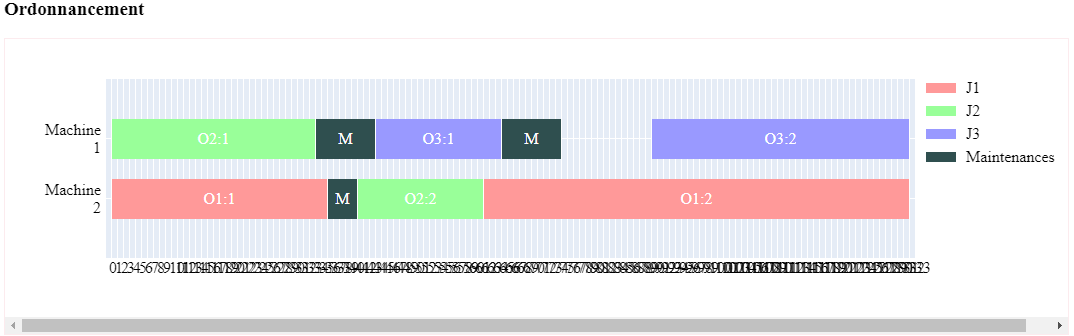 Ordonnancement
Machine
1
O2:1 M O3:1 M O3:2
Machine
2
O1:1 M O2:2 O1:2
J1
J2
J3
Maintenances